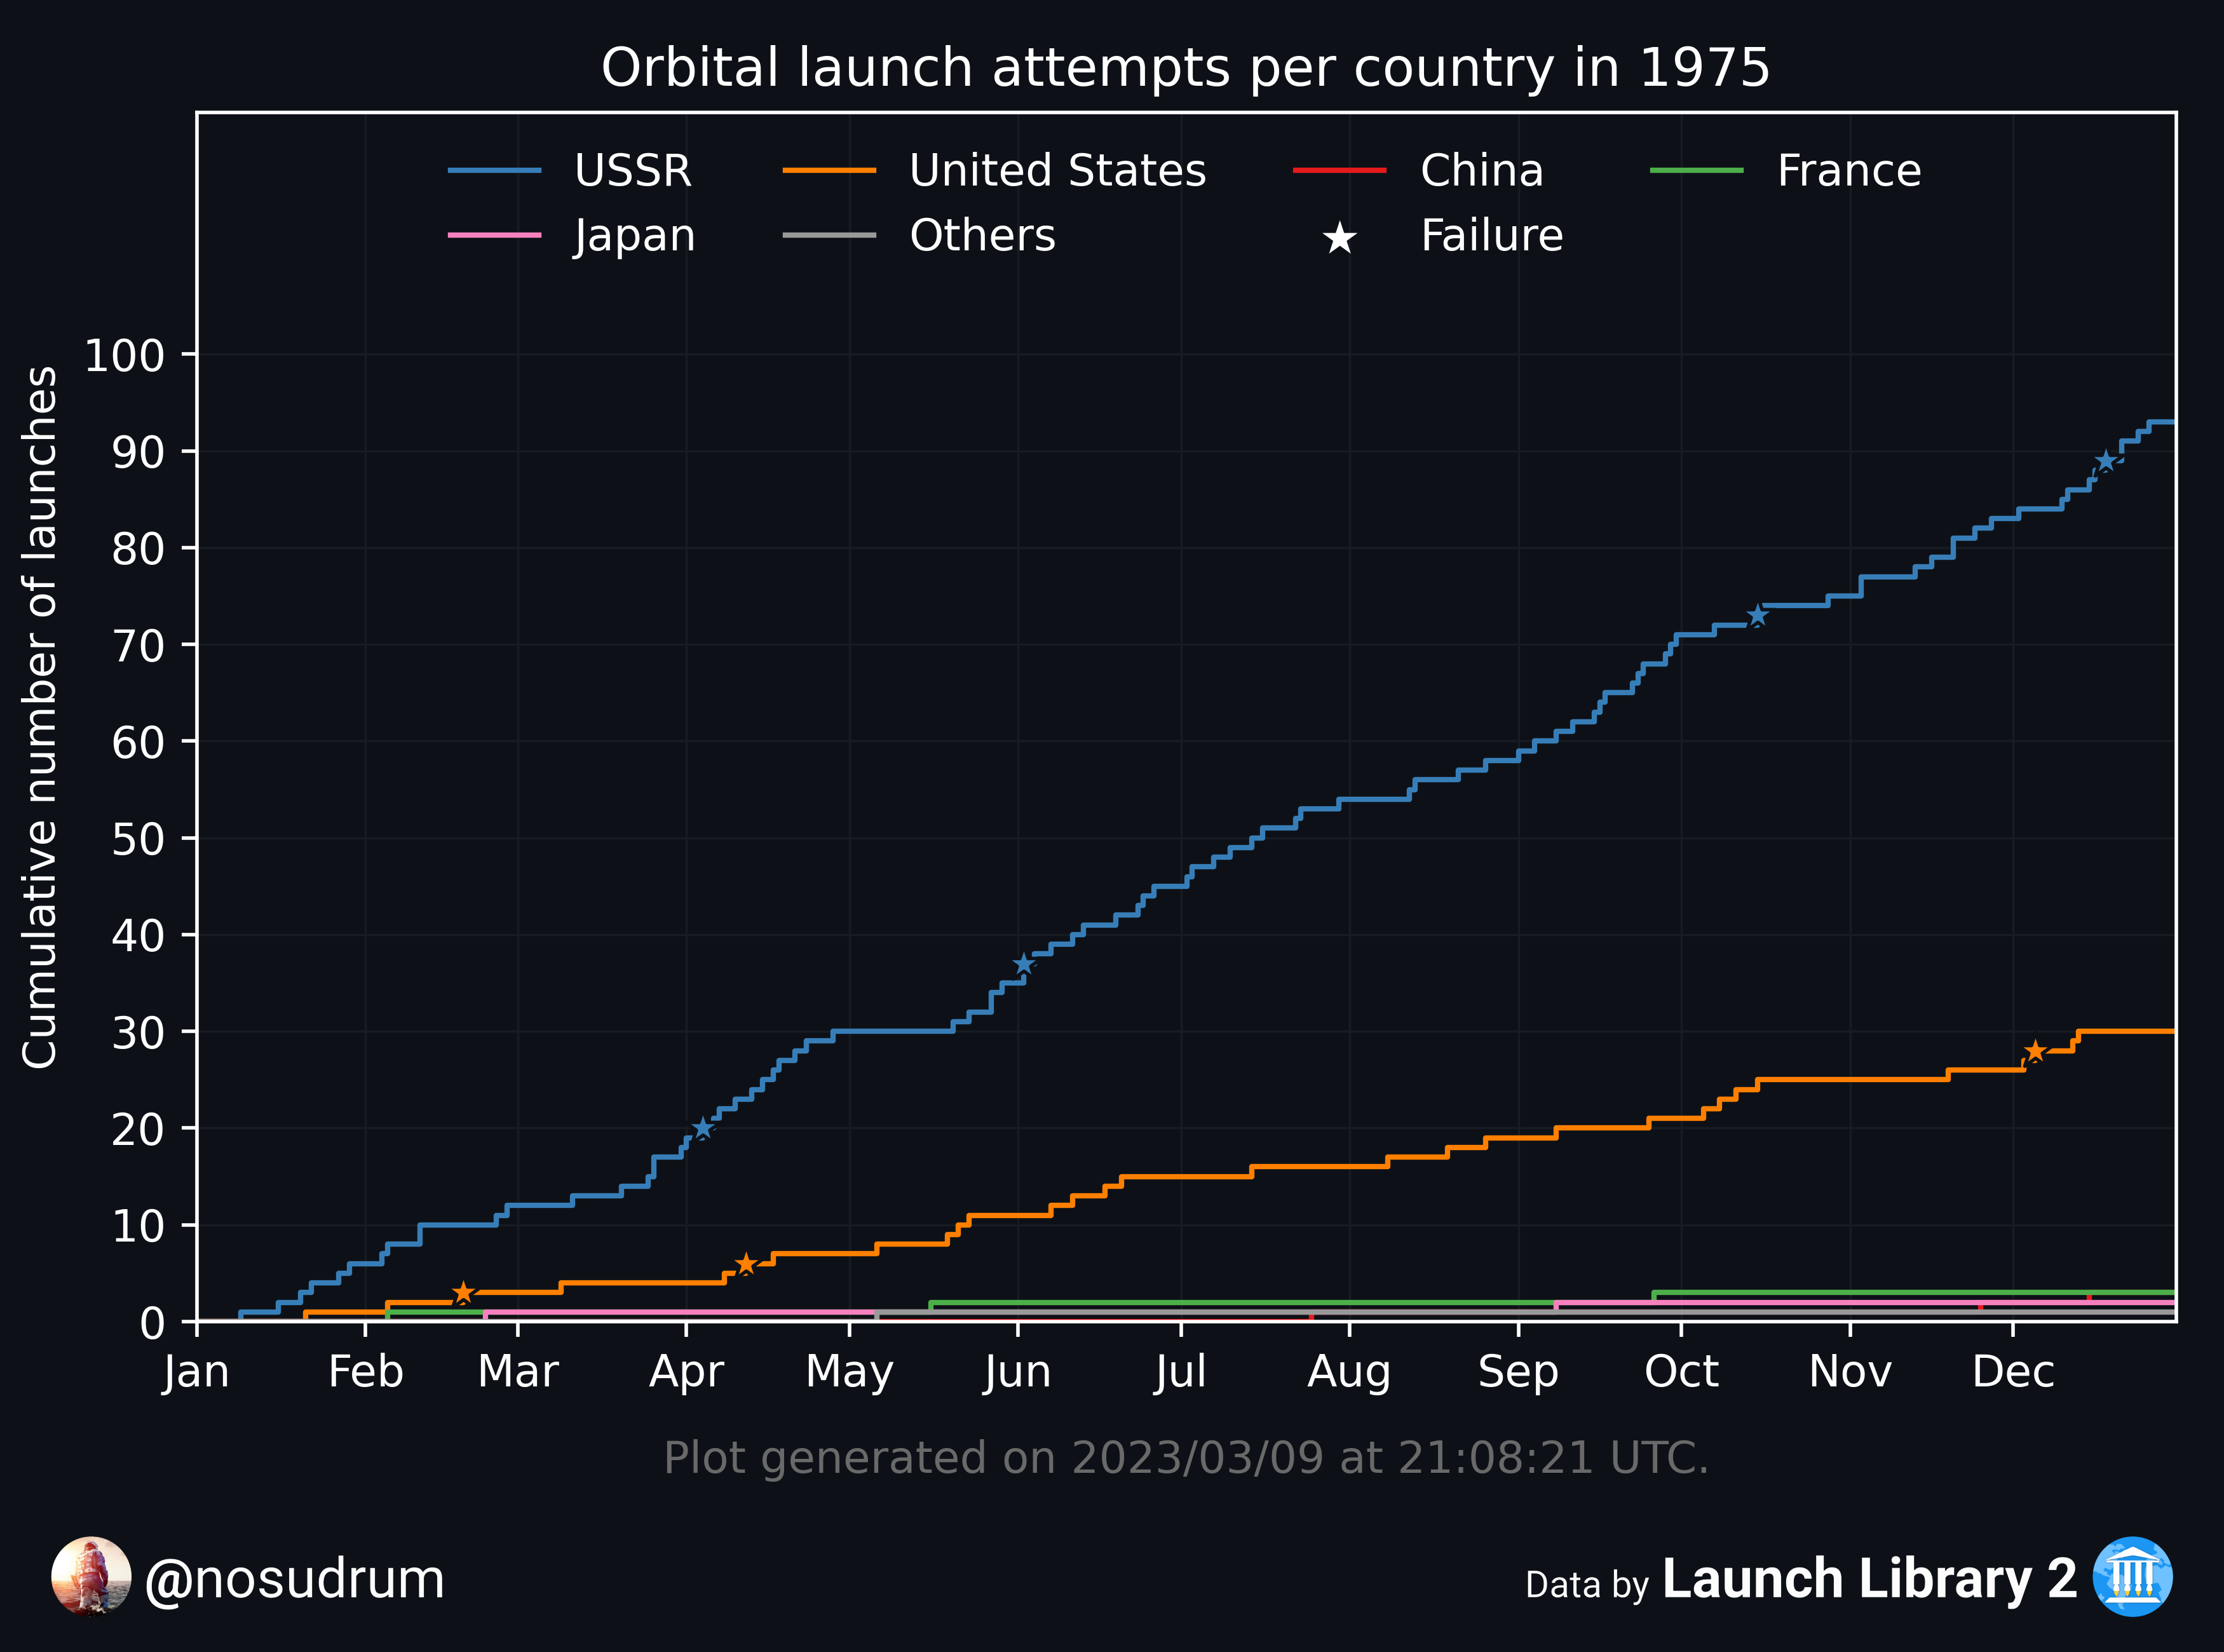 Orbital launch attempts per country in 1975
USSR United States China France
Japan Others Failure
Cumulative number of launches
100
90
80
70
60
50
40
30
20
10
0
Jan Feb Mar Apr May Jun Jul Aug Sep Oct Nov Dec
Plot generated on 2023/03/09 at 21:08:21 UTC.
@nosudrum
Data by Launch Library 2